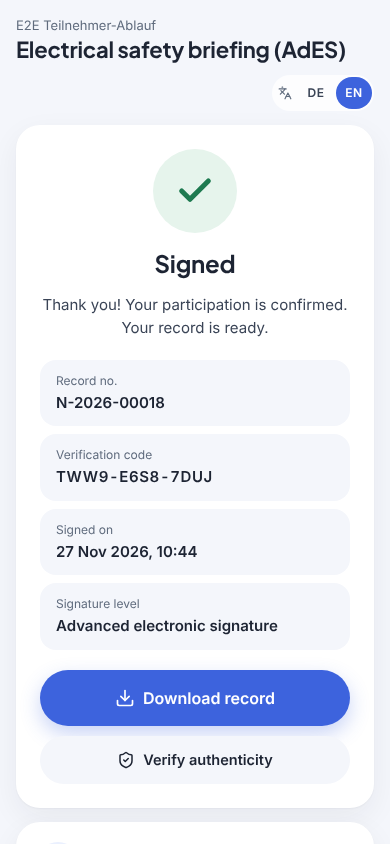 E2E Teilnehmer-Ablauf
Electrical safety briefing (AdES)
DE EN
Signed
Thank you! Your participation is confirmed.
Your record is ready.
Record no.
N-2026-00018
Verification code
TWW9-E6S8-7DUJ
Signed on
27 Nov 2026, 10:44
Signature level
Advanced electronic signature
Download record
Verify authenticity